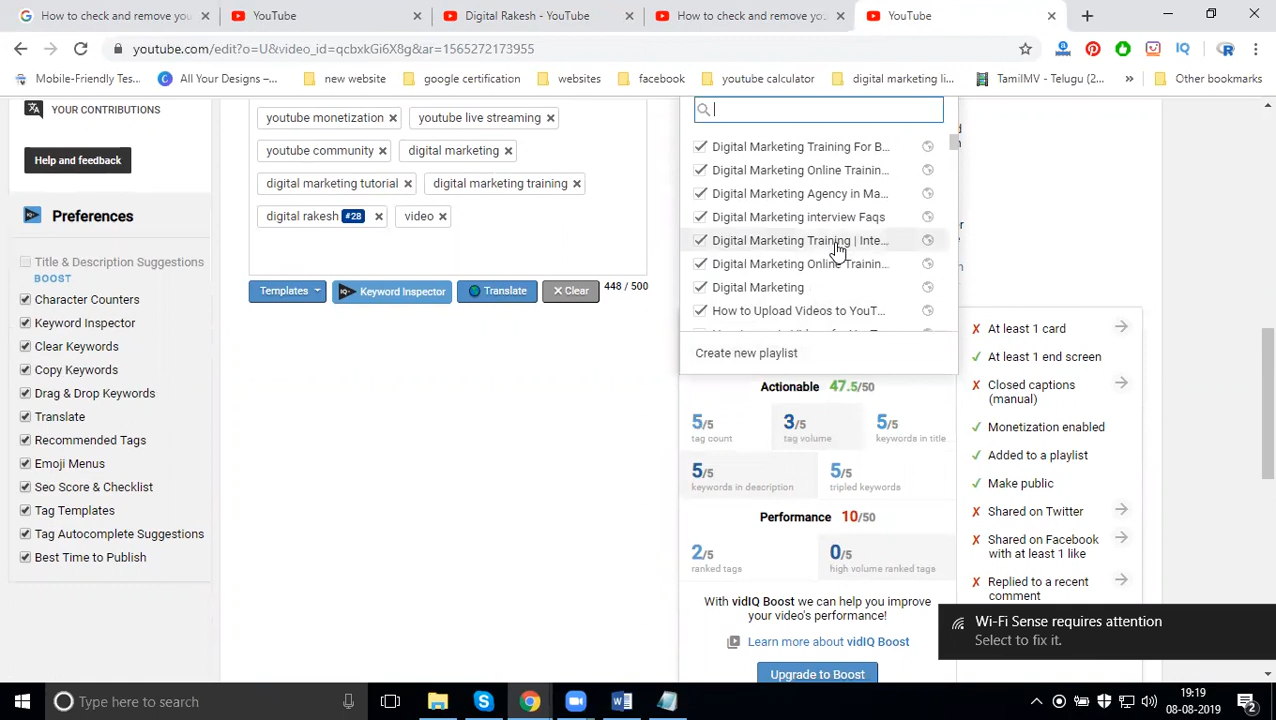 How to check and remove you
YouTube
Digital Rakesh - YouTube
How to check and remove yo
YouTube
youtube.com/edit?o=U&video_id=qcbxkGi6X8g&ar=1565272173955
Mobile-Friendly Tes...
All Your Designs –...
new website
google certification
websites
facebook
youtube calculator
digital marketing li...
TamilMV - Telugu (2...
Other bookmarks
YOUR CONTRIBUTIONS
Help and feedback
Preferences
Title & Description Suggestions
BOOST
Character Counters
Keyword Inspector
Clear Keywords
Copy Keywords
Drag & Drop Keywords
Translate
Recommended Tags
Emoji Menus
Seo Score & Checklist
Tag Templates
Tag Autocomplete Suggestions
Best Time to Publish
youtube monetization
youtube live streaming
youtube community
digital marketing
digital marketing tutorial
digital marketing training
digital rakesh #28
video
Templates
Keyword Inspector
Translate
Clear
448 / 500
Digital Marketing Training For B...
Digital Marketing Online Trainin...
Digital Marketing Agency in Ma...
Digital Marketing interview Faqs
Digital Marketing Training | Inte...
Digital Marketing Online Trainin...
Digital Marketing
How to Upload Videos to YouT...
Create new playlist
Actionable 47.5/50
5/5
tag count
3/5
tag volume
5/5
keywords in title
5/5
keywords in description
5/5
tripled keywords
Performance 10/50
2/5
ranked tags
0/5
high volume ranked tags
With vidIQ Boost we can help you improve
your video's performance!
Learn more about vidIQ Boost
Upgrade to Boost
At least 1 card
At least 1 end screen
Closed captions
(manual)
Monetization enabled
Added to a playlist
Make public
Shared on Twitter
Shared on Facebook
with at least 1 like
Replied to a recent
comment
Wi-Fi Sense requires attention
Select to fix it.
Type here to search
19:19
08-08-2019
2